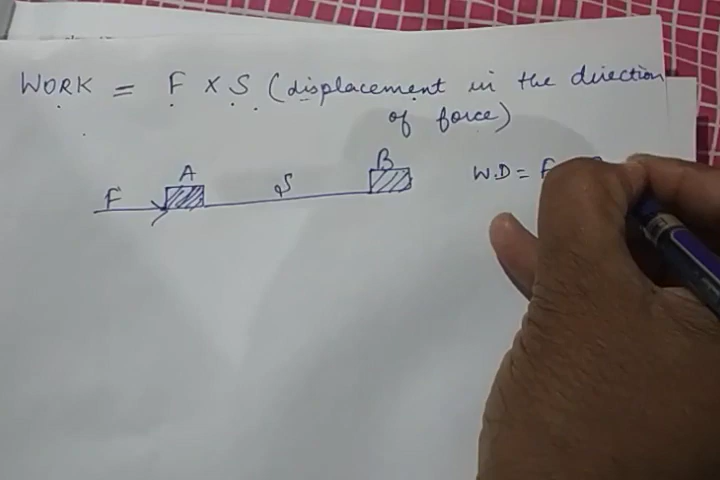 WORK = F X S (displacement in the direction
of force)
A
B
F
S
W.D = F